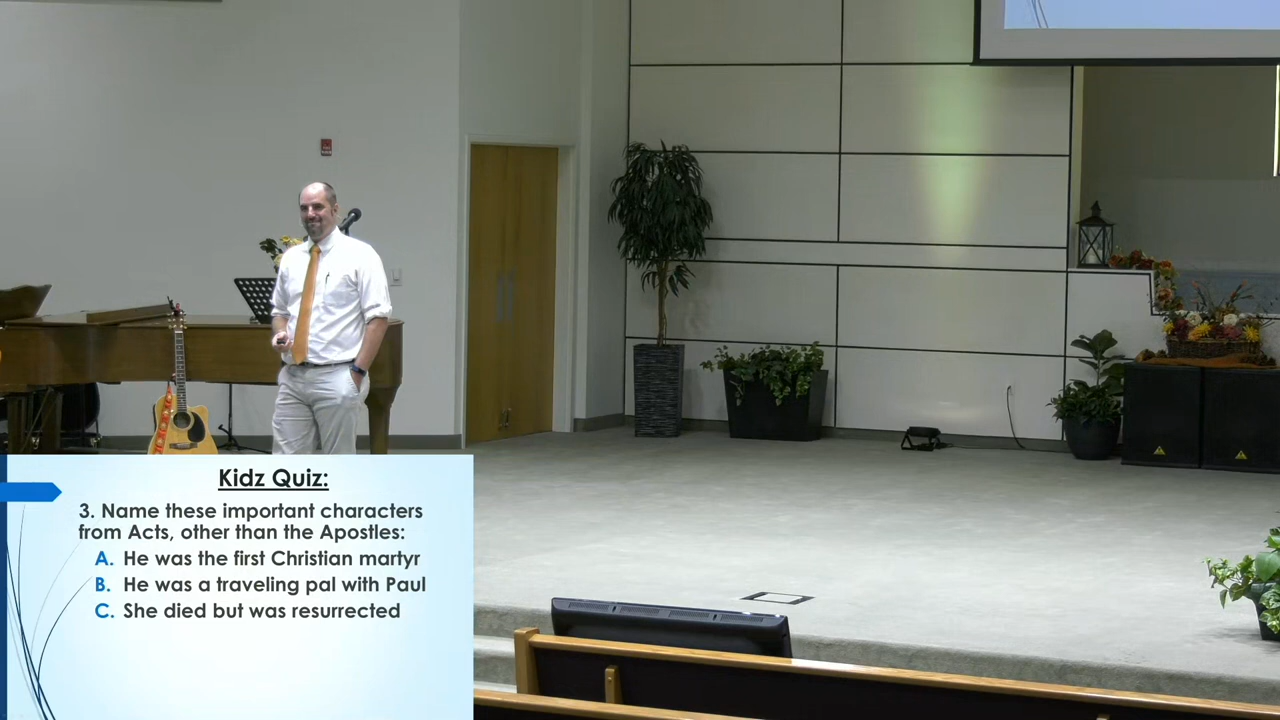 Kidz Quiz:
3. Name these important characters
from Acts, other than the Apostles:
A. He was the first Christian martyr
B. He was a traveling pal with Paul
C. She died but was resurrected